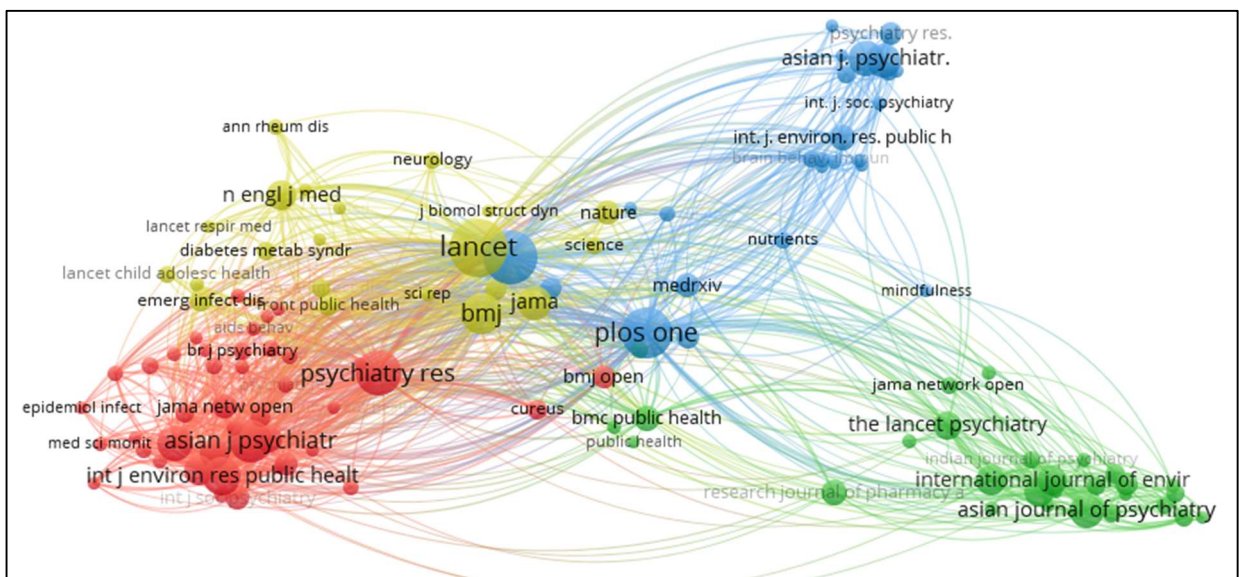 psychiatry res.
asian j. psychiatr.
int. j. soc. psychiatry
ann rheum dis
int. j. environ. res. public h
brain behav. immun
neurology
n engl j med
j biomol struct dyn
nature
lancet respir med
nutrients
lancet
science
diabetes metab syndr
lancet child adolesc health
medrxiv
mindfulness
sci rep
emerg infect dis
front public health
jama
bmj
aids behav
plos one
br j psychiatry
psychiatry res
bmj open
jama network open
epidemiol infect
jama netw open
cureus
bmc public health
the lancet psychiatry
med sci monit
asian j psychiatr
public health
indian journal of psychiatry
int j environ res public healt
international journal of envir
research journal of pharmacy a
int j soc psychiatry
asian journal of psychiatry